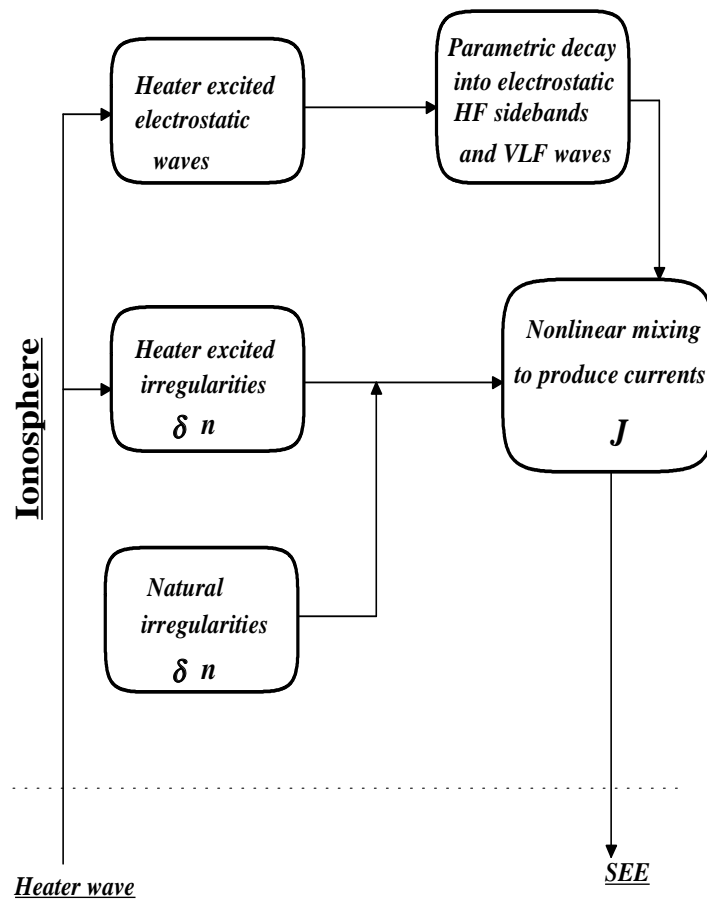 Heater excited
electrostatic
waves
Parametric decay
into electrostatic
HF sidebands
and VLF waves
Ionosphere
Heater excited
irregularities
δ n
Nonlinear mixing
to produce currents
J
Natural
irregularities
δ n
Heater wave
SEE